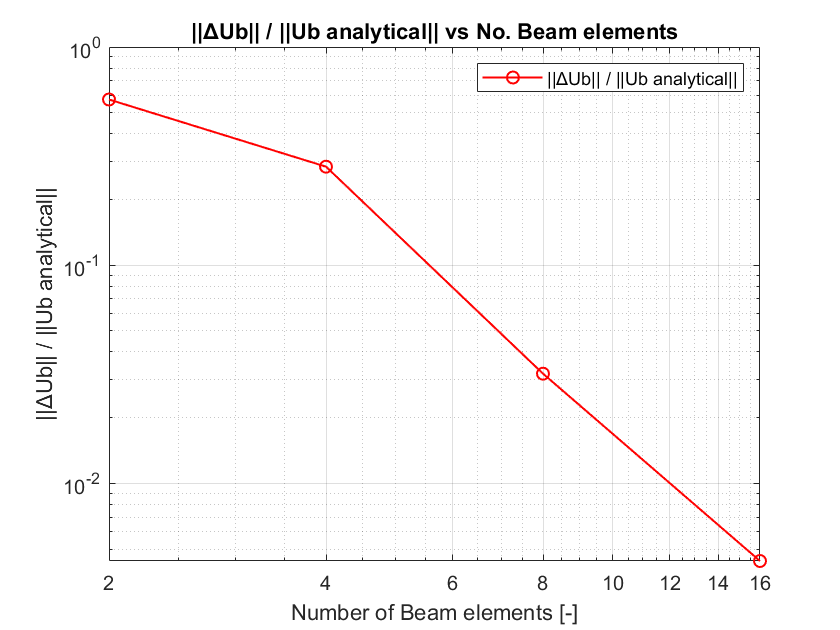 ||ΔUb|| / ||Ub analytical|| vs No. Beam elements
||ΔUb|| / ||Ub analytical||
10^0
10^-1
10^-2
||ΔUb|| / ||Ub analytical||
2 4 6 8 10 12 14 16
Number of Beam elements [-]